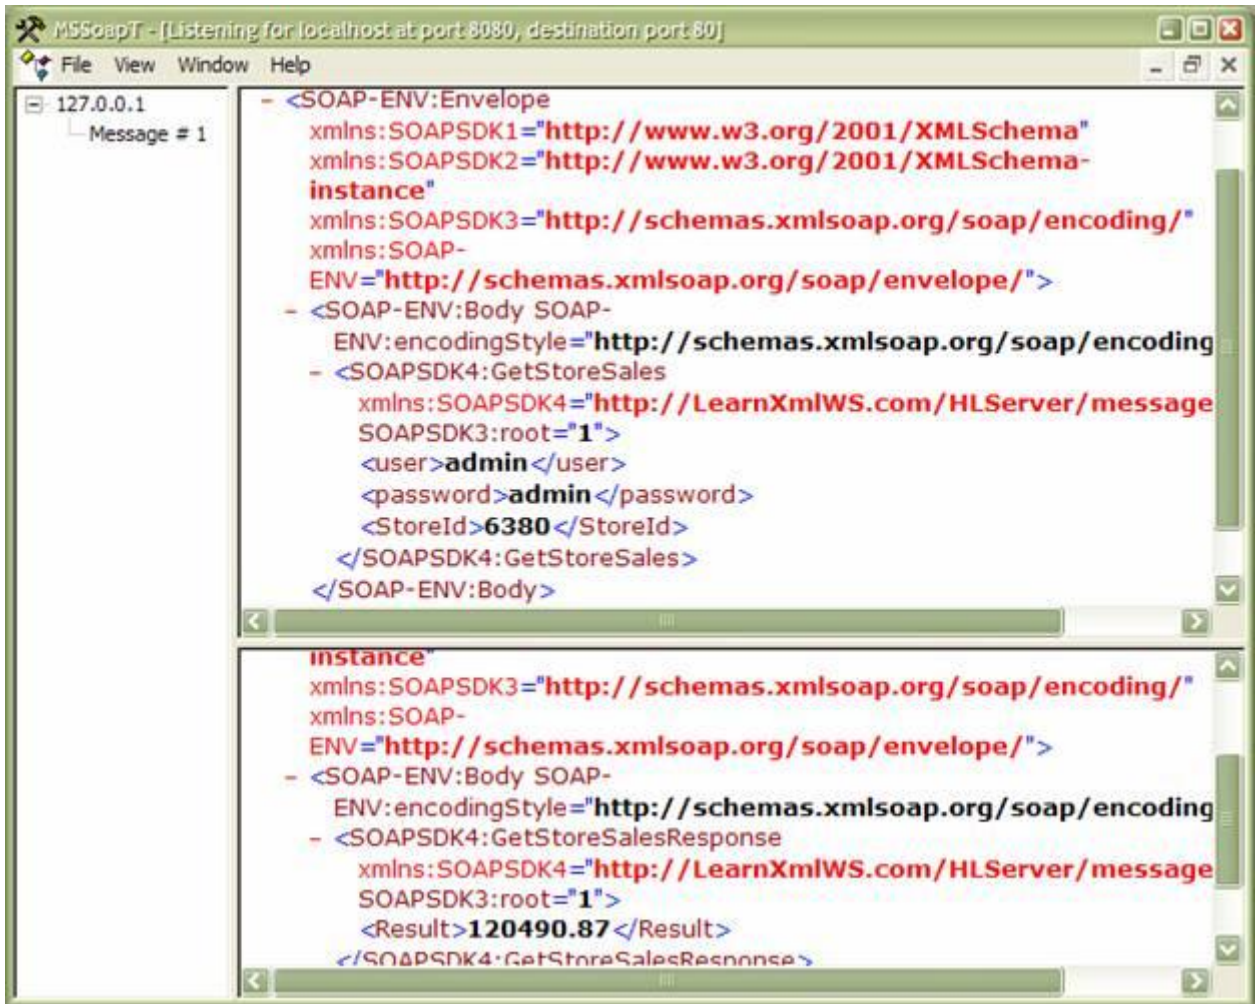 MSSoapT - [Listening for localhost at port 8080, destination port 80]
File View Window Help
127.0.0.1
Message # 1
- <SOAP-ENV:Envelope
xmlns:SOAPSDK1="http://www.w3.org/2001/XMLSchema"
xmlns:SOAPSDK2="http://www.w3.org/2001/XMLSchema-
instance"
xmlns:SOAPSDK3="http://schemas.xmlsoap.org/soap/encoding/"
xmlns:SOAP-
ENV="http://schemas.xmlsoap.org/soap/envelope/">
- <SOAP-ENV:Body SOAP-
ENV:encodingStyle="http://schemas.xmlsoap.org/soap/encoding
- <SOAPSDK4:GetStoreSales
xmlns:SOAPSDK4="http://LearnXmlWS.com/HLServer/message
SOAPSDK3:root="1">
<user>admin</user>
<password>admin</password>
<StoreId>6380</StoreId>
</SOAPSDK4:GetStoreSales>
</SOAP-ENV:Body>
instance"
xmlns:SOAPSDK3="http://schemas.xmlsoap.org/soap/encoding/"
xmlns:SOAP-
ENV="http://schemas.xmlsoap.org/soap/envelope/">
- <SOAP-ENV:Body SOAP-
ENV:encodingStyle="http://schemas.xmlsoap.org/soap/encoding
- <SOAPSDK4:GetStoreSalesResponse
xmlns:SOAPSDK4="http://LearnXmlWS.com/HLServer/message
SOAPSDK3:root="1">
<Result>120490.87</Result>
</SOAPSDK4:GetStoreSalesResponse>